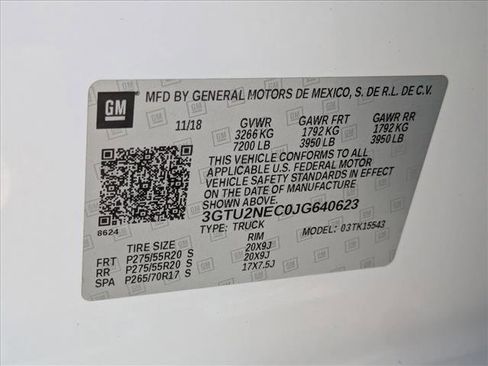 GM
MFD BY GENERAL MOTORS DE MEXICO, S. DE R.L. DE C.V.
11/18 GVWR GAWR FRT GAWR RR
3266 KG 1792 KG 1792 KG
7200 LB 3950 LB 3950 LB
THIS VEHICLE CONFORMS TO ALL
APPLICABLE U.S. FEDERAL MOTOR
VEHICLE SAFETY STANDARDS IN EFFECT
ON THE DATE OF MANUFACTURE SHOWN ABOVE.
3GTU2NEC0JG640623
8624 TYPE: TRUCK MODEL: 03TK15543
TIRE SIZE RIM
FRT P275/55R20 S 20X9J
RR P275/55R20 S 20X9J
SPA P265/70R17 S 17X7.5J